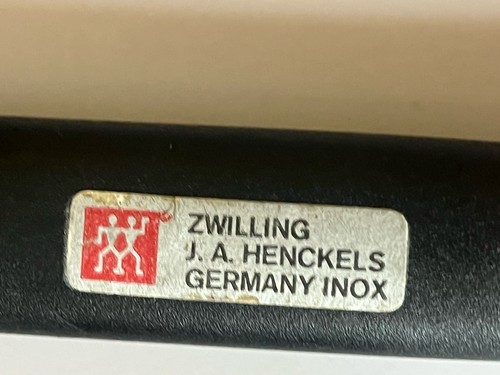 ZWILLING
J. A. HENCKELS
GERMANY INOX